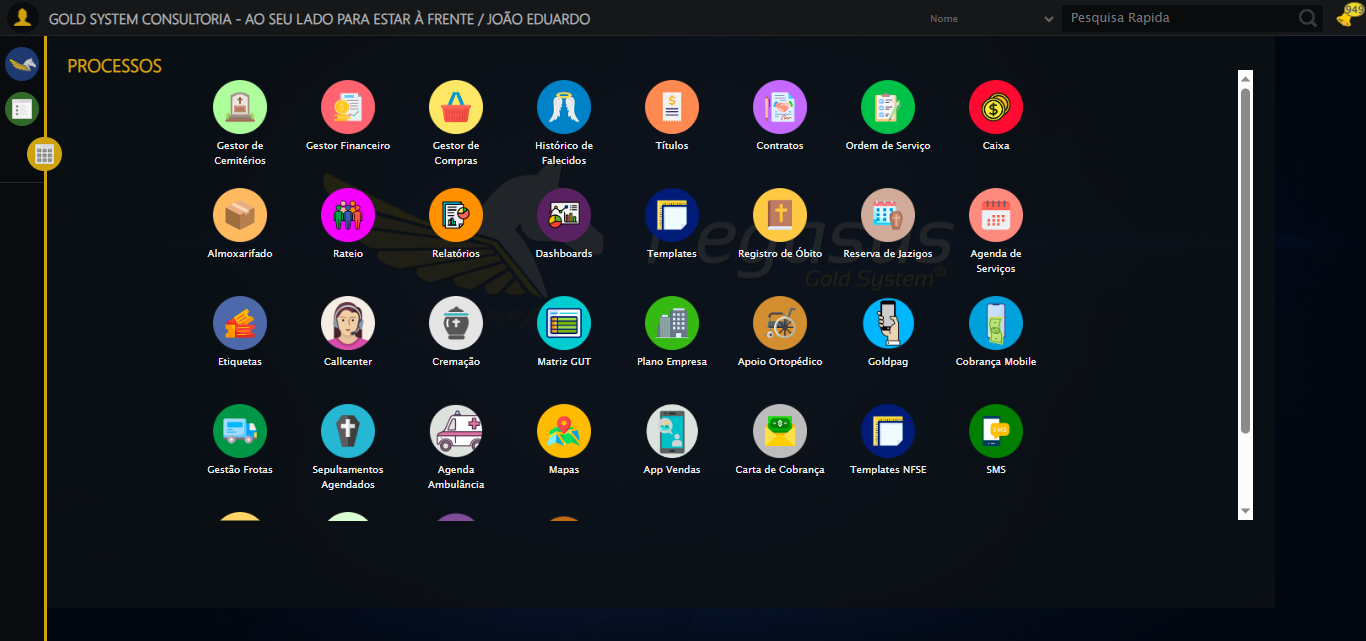 GOLD SYSTEM CONSULTORIA - AO SEU LADO PARA ESTAR À FRENTE / JOÃO EDUARDO
Nome
Pesquisa Rapida
949
PROCESSOS
Gestor de
Cemitérios
Gestor Financeiro
Gestor de
Compras
Histórico de
Falecidos
Títulos
Contratos
Ordem de Serviço
Caixa
Almoxarifado
Rateio
Relatórios
Dashboards
Templates
Registro de Óbito
Reserva de Jazigos
Agenda de
Serviços
Pegasus
Gold System®
Etiquetas
Callcenter
Cremação
Matriz GUT
Plano Empresa
Apoio Ortopédico
Goldpag
Cobrança Mobile
Gestão Frotas
Sepultamentos
Agendados
Agenda
Ambulância
Mapas
App Vendas
Carta de Cobrança
Templates NFSE
SMS
SMS